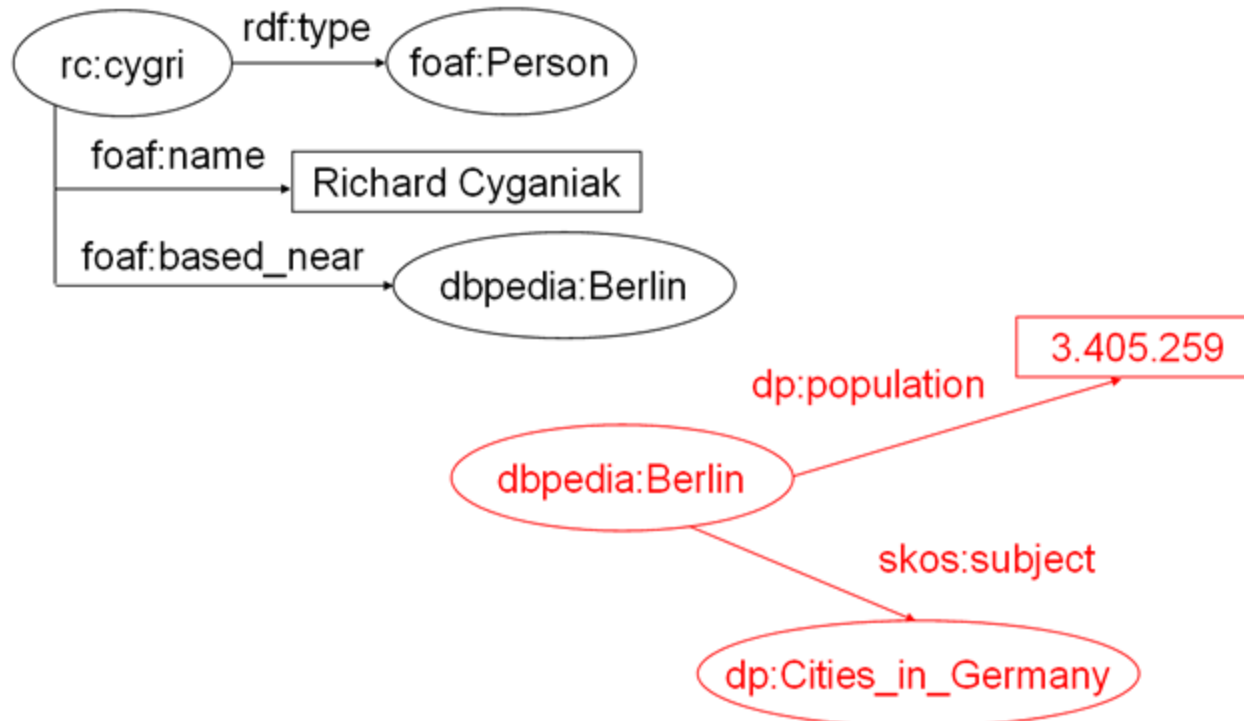 rdf:type
rc:cygri
foaf:Person
foaf:name
Richard Cyganiak
foaf:based_near
dbpedia:Berlin
3.405.259
dp:population
dbpedia:Berlin
skos:subject
dp:Cities_in_Germany